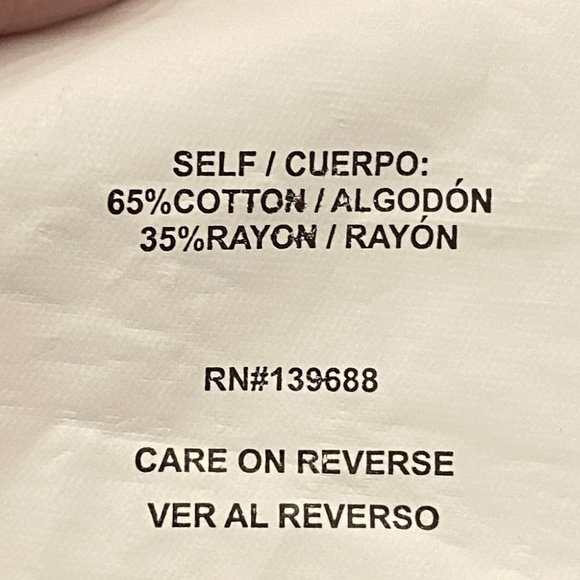 SELF / CUERPO:
65%COTTON / ALGODÓN
35%RAYON / RAYÓN
RN#139688
CARE ON REVERSE
VER AL REVERSO